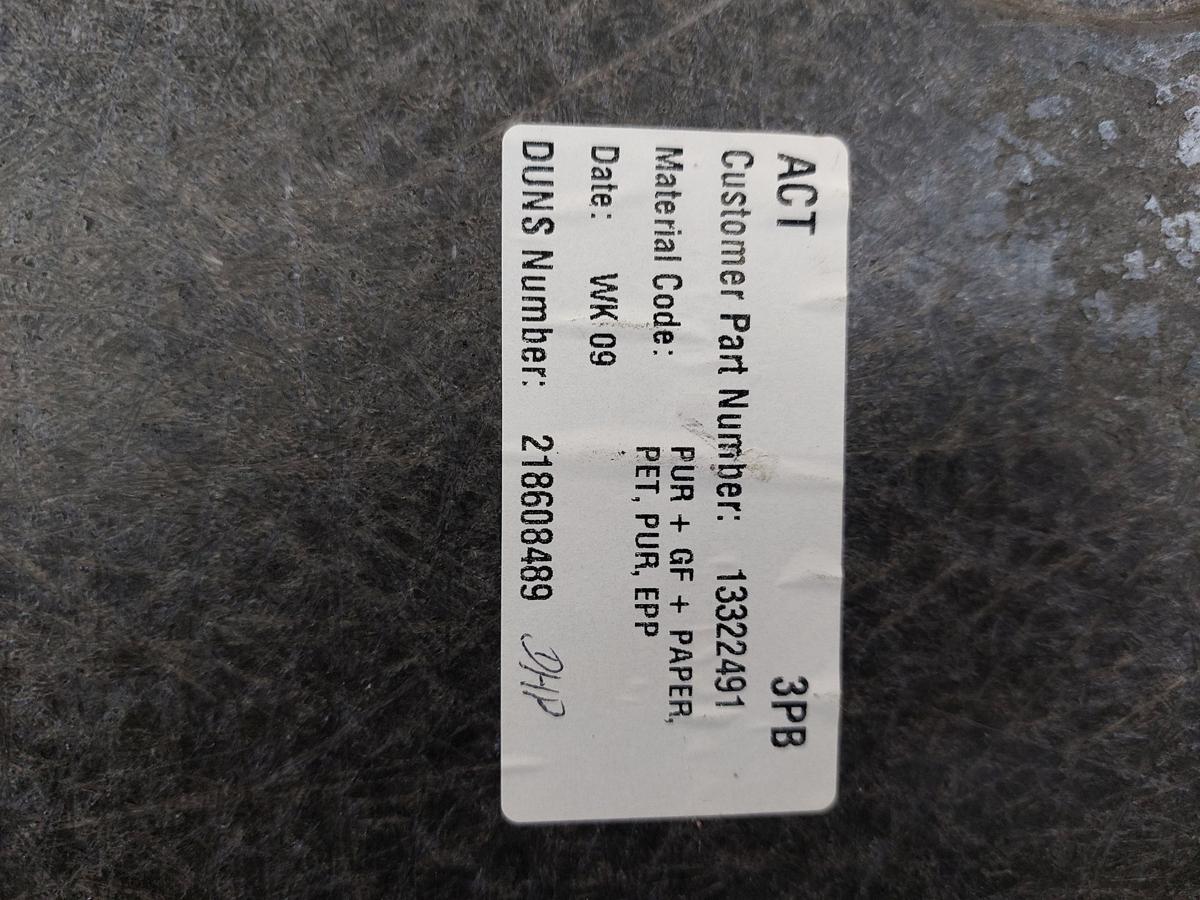 ACT 3PB
Customer Part Number: 13322491
Material Code: PUR + GF + PAPER,
PET, PUR, EPP
Date: WK 09
DUNS Number: 218608489 DHP